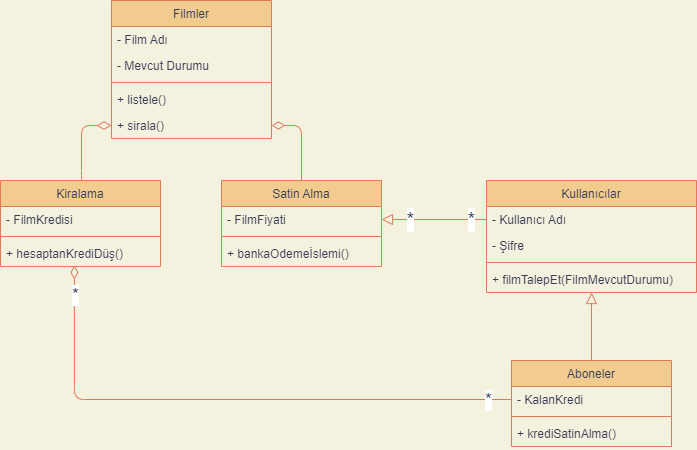 Filmler
- Film Adı
- Mevcut Durumu
+ listele()
+ sirala()
Kiralama
- FilmKredisi
+ hesaptanKrediDüş()
Satin Alma
- FilmFiyati
+ bankaOdemeİslemi()
Kullanıcılar
- Kullanıcı Adı
- Şifre
+ filmTalepEt(FilmMevcutDurumu)
* *
*
*
Aboneler
- KalanKredi
+ krediSatinAlma()